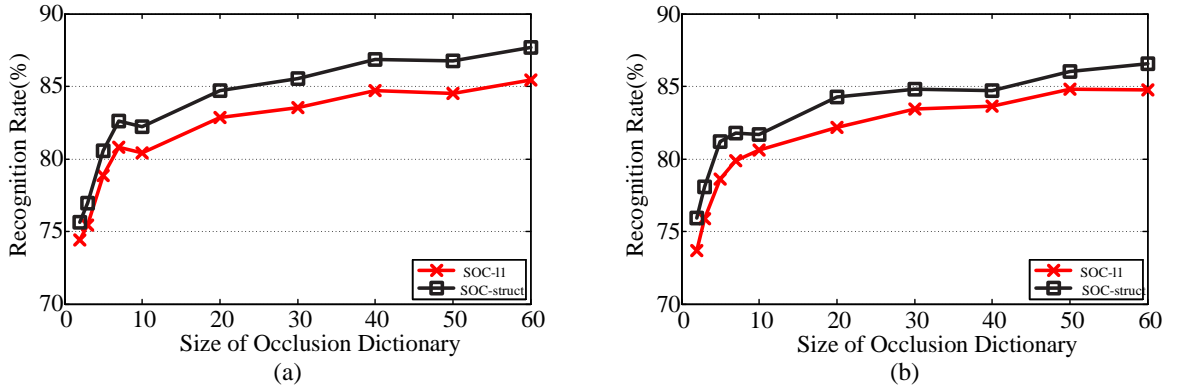 90
85
80
75
70
Recognition Rate(%)
SOC-l1
SOC-struct
0 10 20 30 40 50 60
Size of Occlusion Dictionary
(a)
90
85
80
75
70
Recognition Rate(%)
SOC-l1
SOC-struct
0 10 20 30 40 50 60
Size of Occlusion Dictionary
(b)